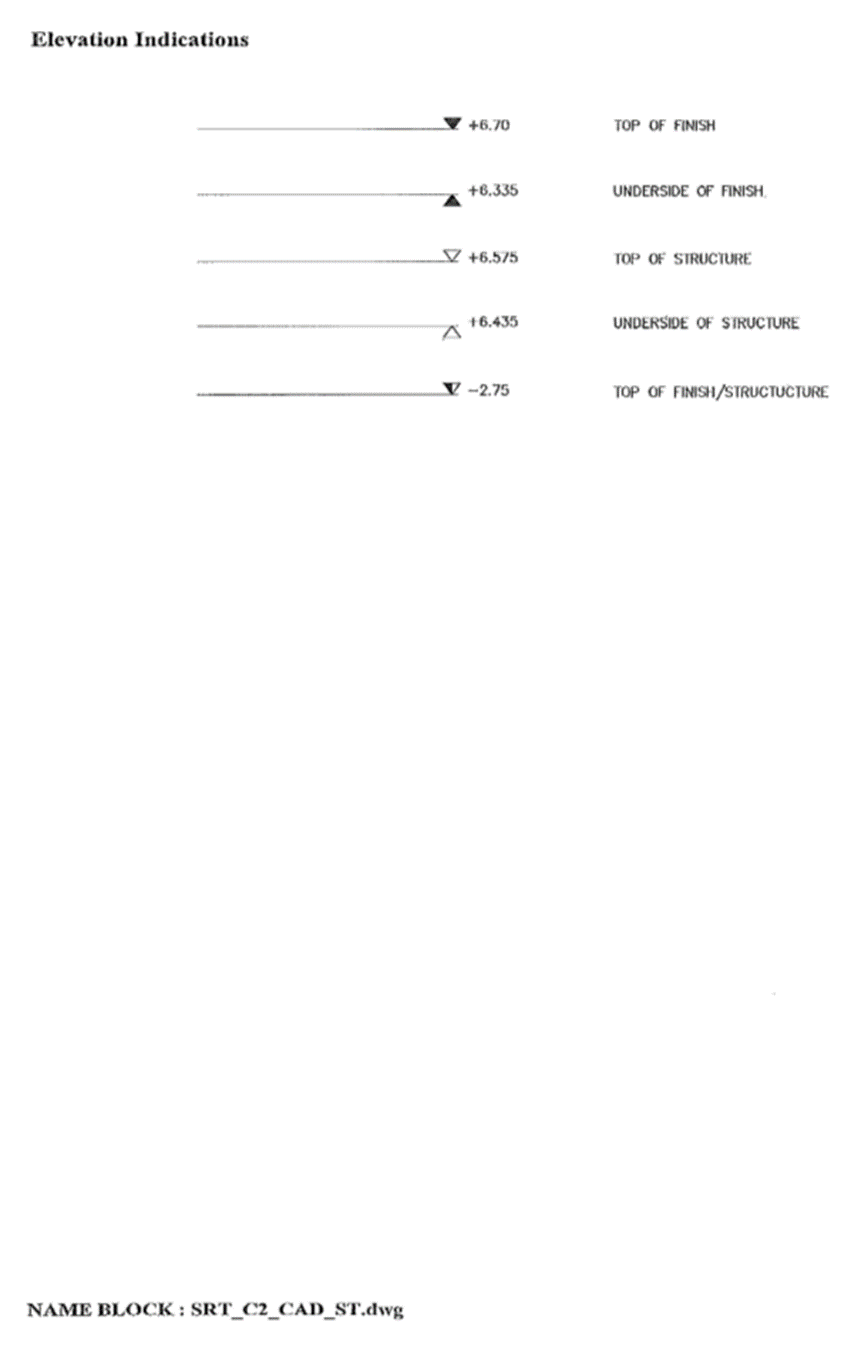 Elevation Indications
+6.70 TOP OF FINISH
+6.335 UNDERSIDE OF FINISH
+6.575 TOP OF STRUCTURE
+6.435 UNDERSIDE OF STRUCTURE
-2.75 TOP OF FINISH/STRUCTUCTURE
NAME BLOCK : SRT_C2_CAD_ST.dwg